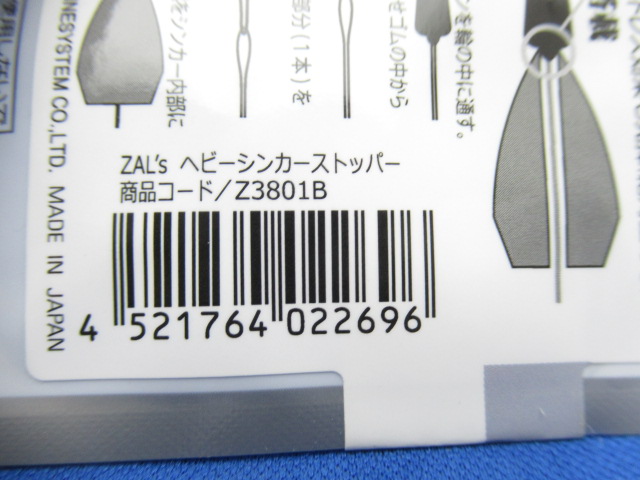 ンを輪の中に通す。
せゴムの中から
部分(1本)を
をシンカー内部に
NESYSTEM CO.,LTD. MADE IN JAPAN
ZAL's ヘビーシンカーストッパー
商品コード/Z3801B
4 521764 022696